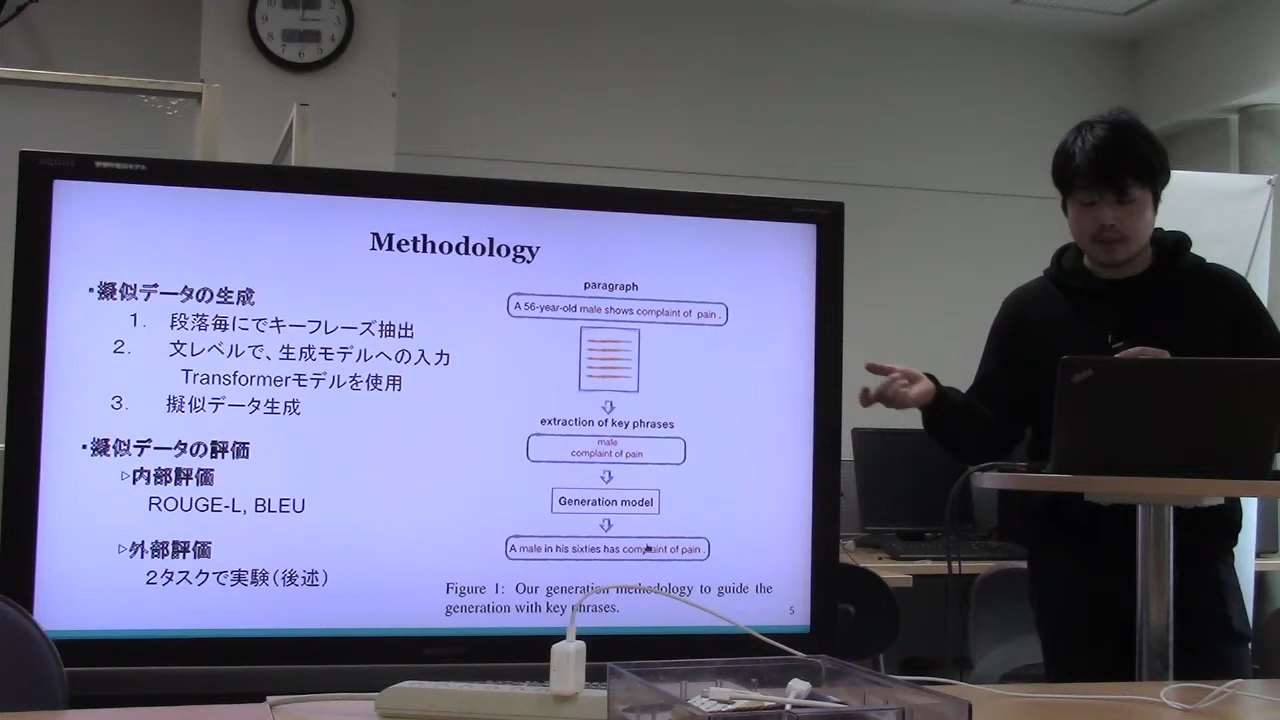 Methodology
・擬似データの生成
1. 段落毎にでキーフレーズ抽出
2. 文レベルで、生成モデルへの入力
Transformerモデルを使用
3. 擬似データ生成
・擬似データの評価
▷内部評価
ROUGE-L, BLEU
▷外部評価
2タスクで実験（後述）
paragraph
A 56-year-old male shows complaint of pain .
extraction of key phrases
male
complaint of pain
Generation model
A male in his sixties has complaint of pain .
Figure 1: Our generation methodology to guide the
generation with key phrases.
5
ThinkPad